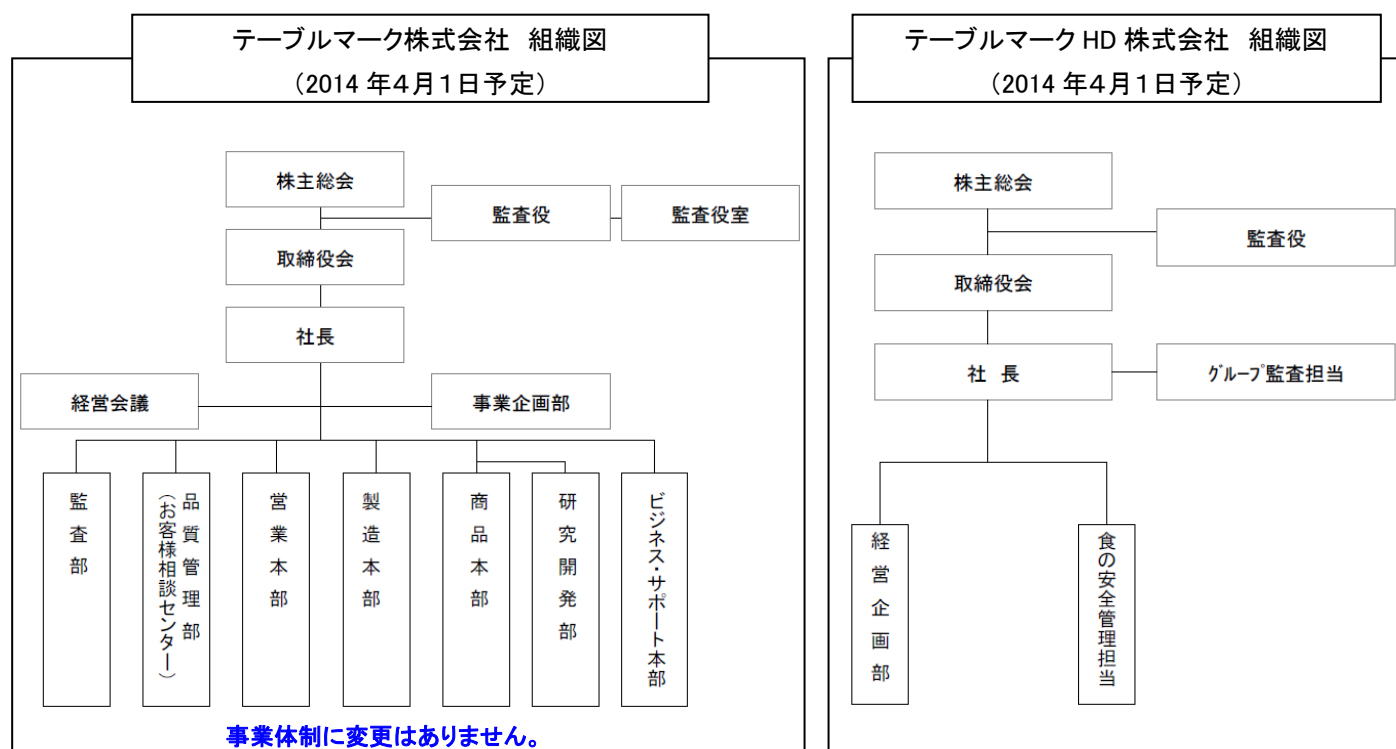 テーブルマーク株式会社 組織図
（2014 年４月１日予定）
株主総会
監査役
監査役室
取締役会
社長
経営会議
事業企画部
監査部
品質管理部
（お客様相談センター）
営業本部
製造本部
商品本部
研究開発部
ビジネス・サポート本部
事業体制に変更はありません。
テーブルマーク HD 株式会社 組織図
（2014 年４月１日予定）
株主総会
監査役
取締役会
社 長
ｸﾞﾙｰﾌﾟ監査担当
経営企画部
食の安全管理担当